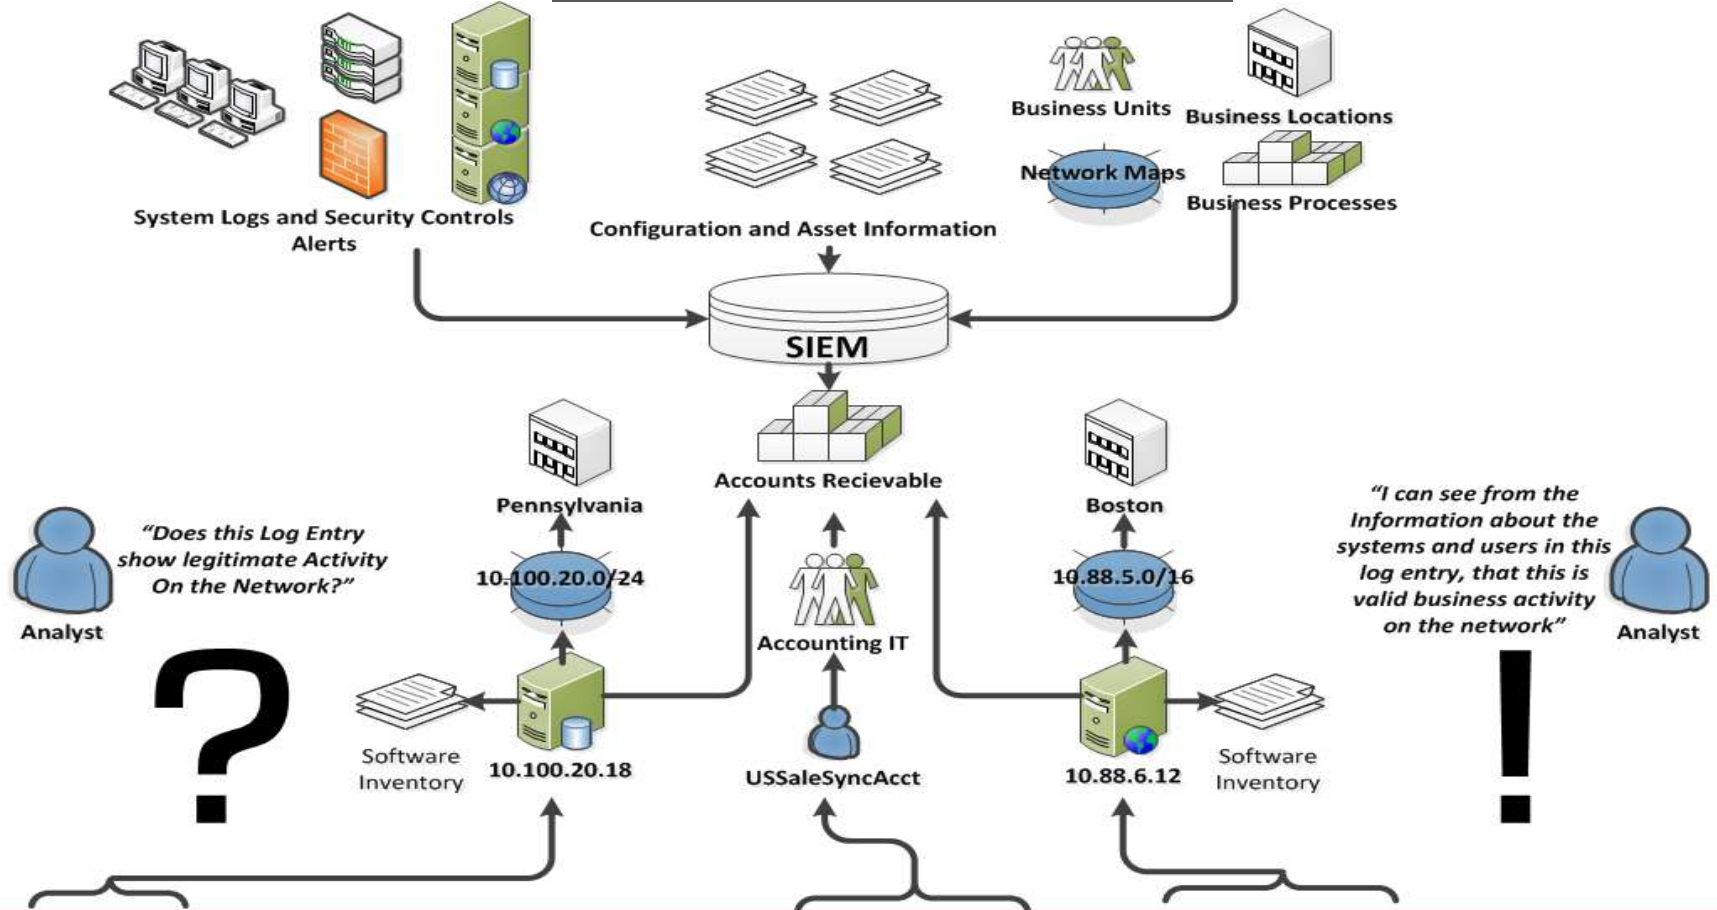 Business Units
Business Locations
Network Maps
Business Processes
System Logs and Security Controls
Alerts
Configuration and Asset Information
SIEM
Accounts Recievable
Pennsylvania
Boston
"Does this Log Entry
show legitimate Activity
On the Network?"
Analyst
10.100.20.0/24
10.88.5.0/16
"I can see from the
Information about the
systems and users in this
log entry, that this is
valid business activity
on the network"
Analyst
Accounting IT
?
!
Software
Inventory
10.100.20.18
USSaleSyncAcct
10.88.6.12
Software
Inventory